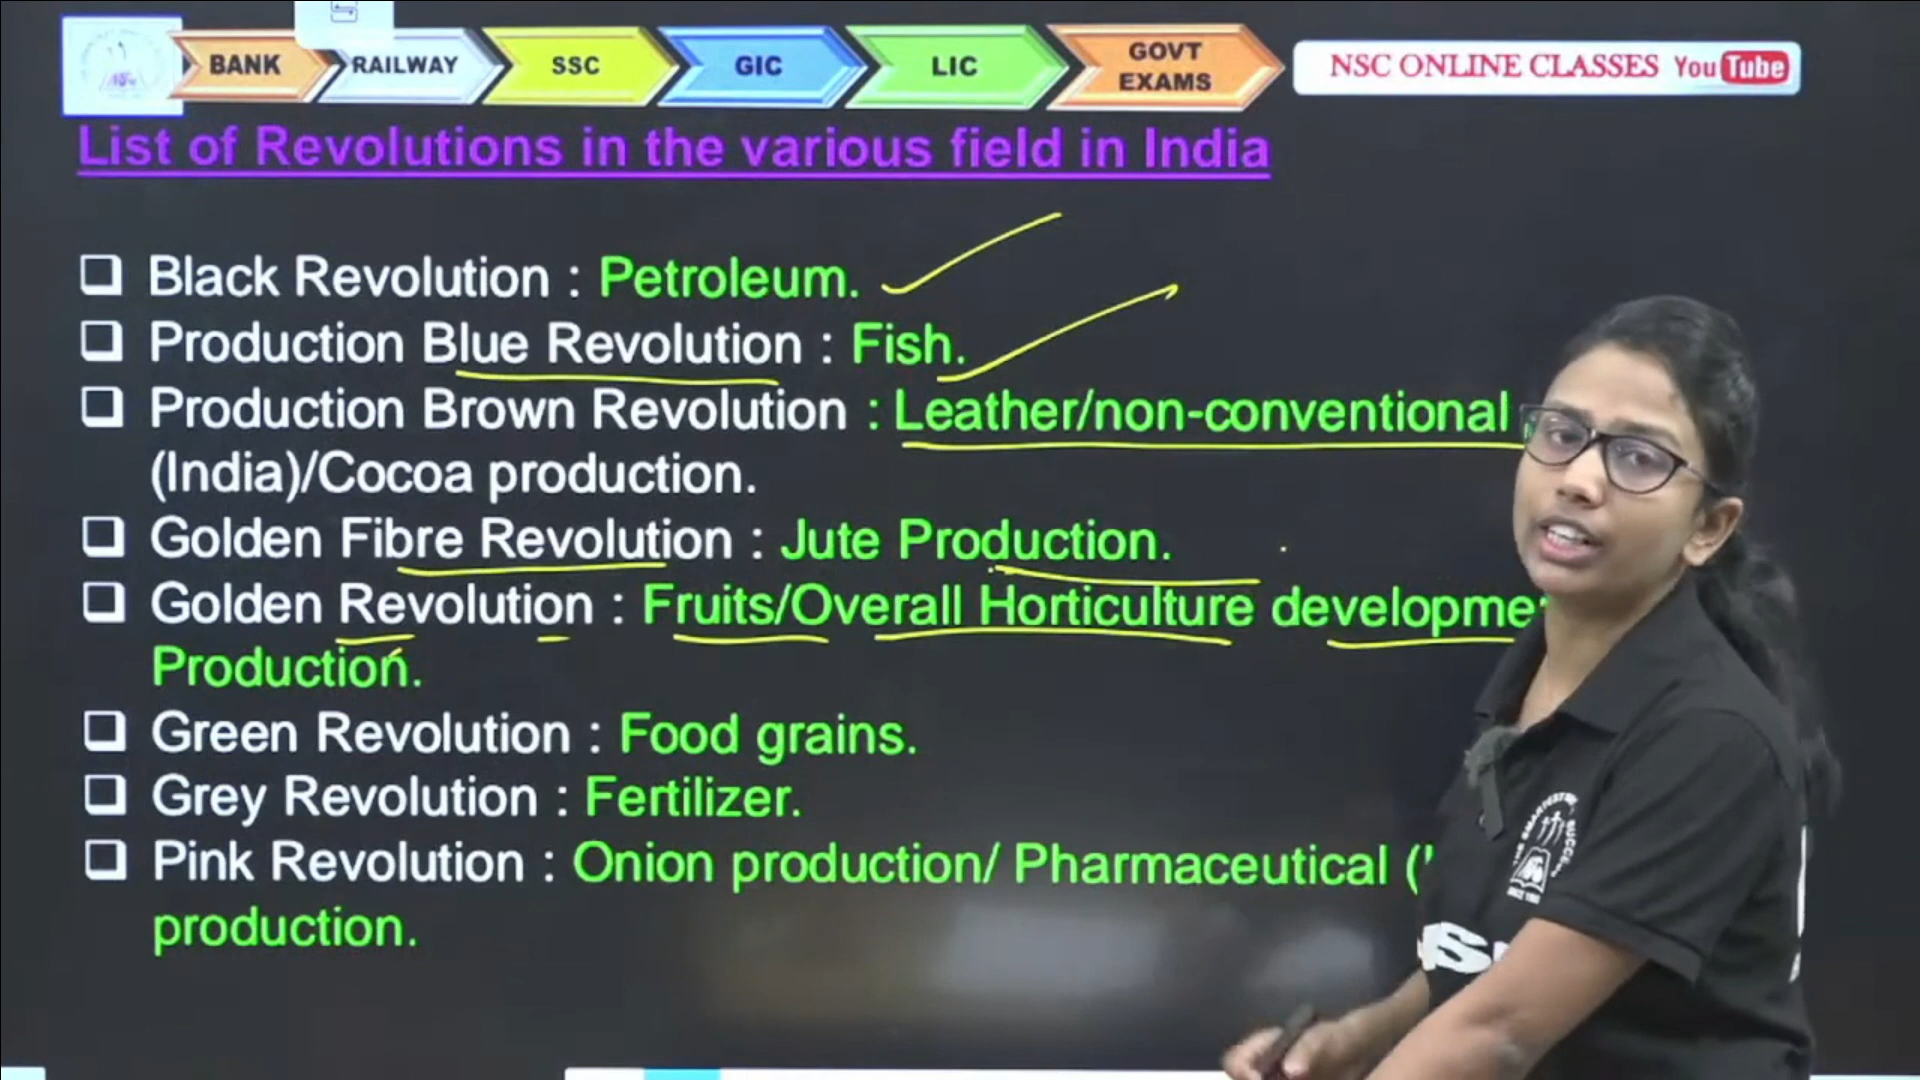 BANK RAILWAY SSC GIC LIC GOVT EXAMS NSC ONLINE CLASSES YouTube
List of Revolutions in the various field in India
Black Revolution : Petroleum.
Production Blue Revolution : Fish.
Production Brown Revolution : Leather/non-conventional
(India)/Cocoa production.
Golden Fibre Revolution : Jute Production.
Golden Revolution : Fruits/Overall Horticulture developme
Production.
Green Revolution : Food grains.
Grey Revolution : Fertilizer.
Pink Revolution : Onion production/ Pharmaceutical (
production.